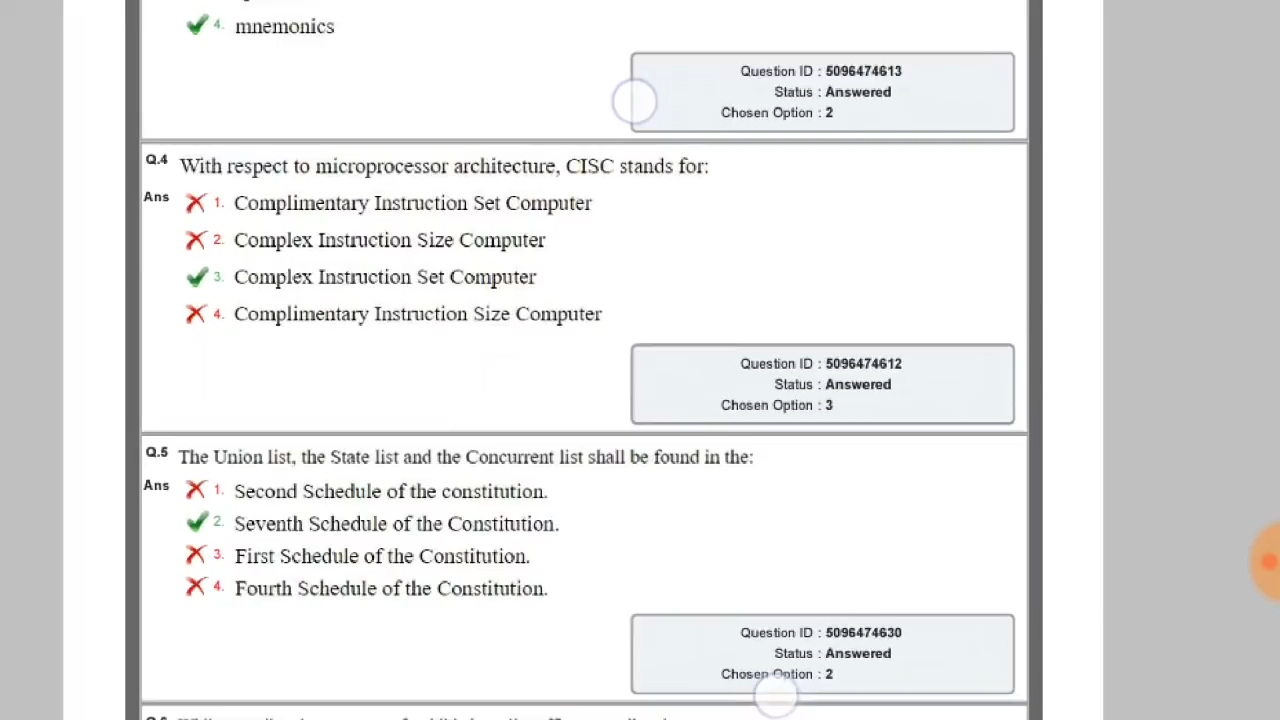 4. mnemonics
Question ID : 5096474613
Status : Answered
Chosen Option : 2
Q.4 With respect to microprocessor architecture, CISC stands for:
Ans 1. Complimentary Instruction Set Computer
2. Complex Instruction Size Computer
3. Complex Instruction Set Computer
4. Complimentary Instruction Size Computer
Question ID : 5096474612
Status : Answered
Chosen Option : 3
Q.5 The Union list, the State list and the Concurrent list shall be found in the:
Ans 1. Second Schedule of the constitution.
2. Seventh Schedule of the Constitution.
3. First Schedule of the Constitution.
4. Fourth Schedule of the Constitution.
Question ID : 5096474630
Status : Answered
Chosen Option : 2